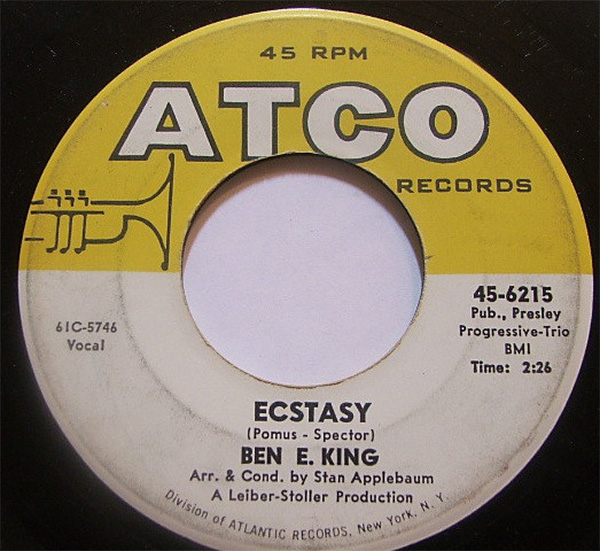 45 RPM
ATCO
RECORDS
45-6215
Pub., Presley
Progressive-Trio
BMI
Time: 2:26
61C-5746
Vocal
ECSTASY
(Pomus - Spector)
BEN E. KING
Arr. & Cond. by Stan Applebaum
A Leiber-Stoller Production
Division of ATLANTIC RECORDS, New York, N. Y.